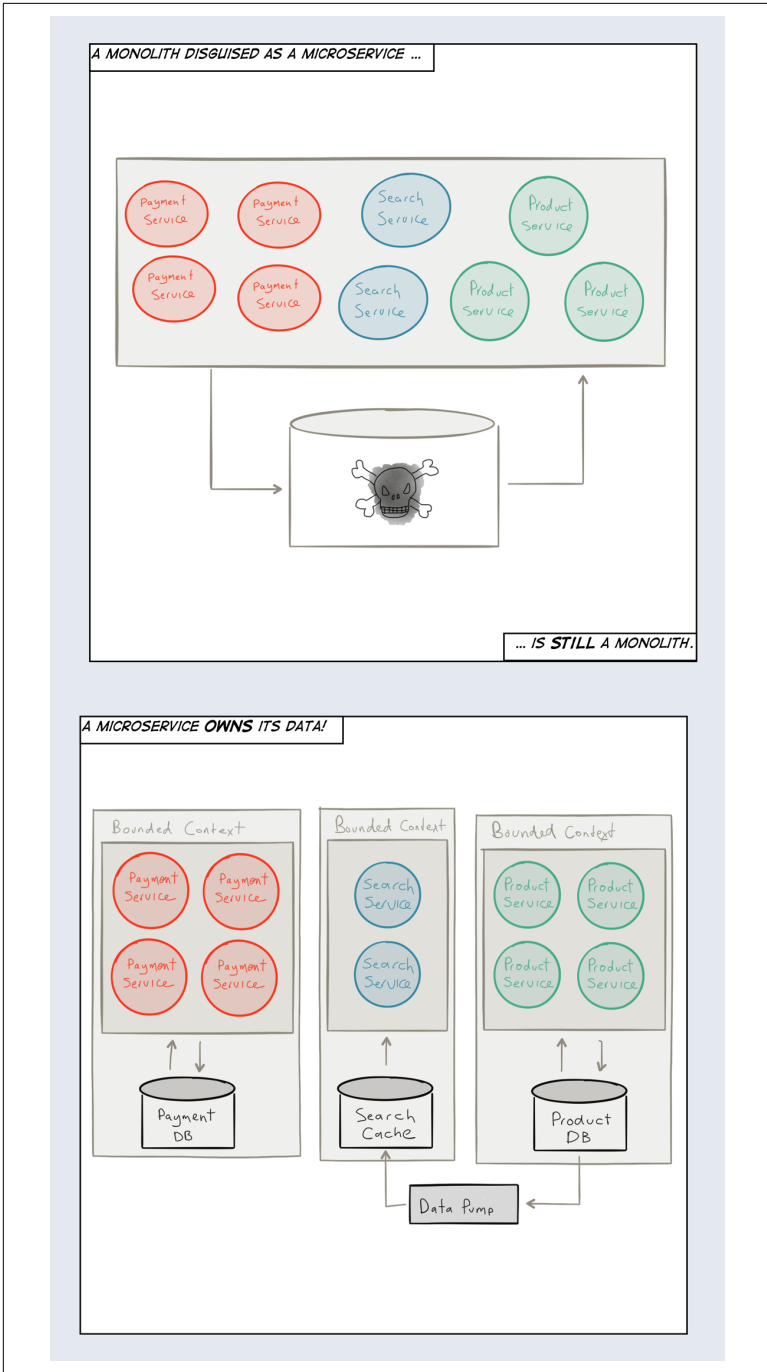 A MONOLITH DISGUISED AS A MICROSERVICE ...
Payment
Service
Payment
Service
Search
Service
Product
Service
Payment
Service
Payment
Service
Search
Service
Product
Service
Product
Service
... IS STILL A MONOLITH.
A MICROSERVICE OWNS ITS DATA!
Bounded Context
Payment
Service
Payment
Service
Payment
Service
Payment
Service
Payment
DB
Bounded Context
Search
Service
Search
Service
Search
Cache
Bounded Context
Product
Service
Product
Service
Product
Service
Product
Service
Product
DB
Data Pump